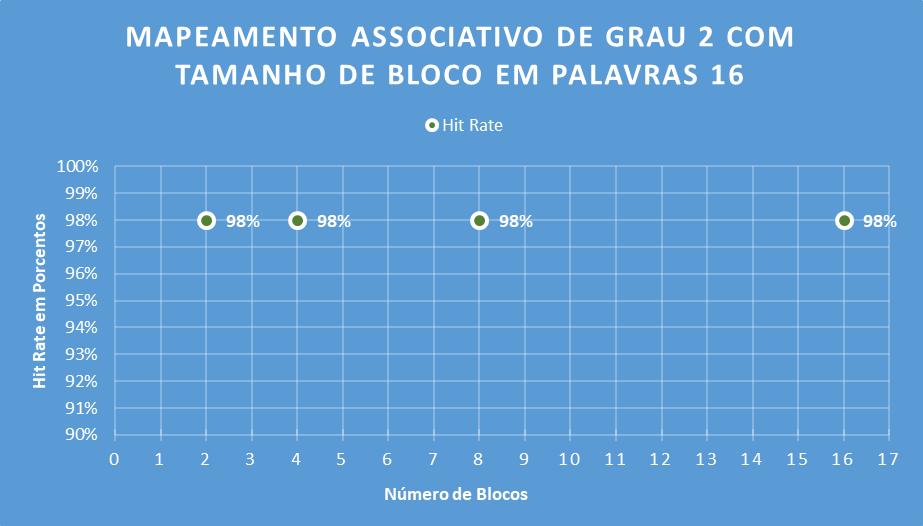 MAPEAMENTO ASSOCIATIVO DE GRAU 2 COM
TAMANHO DE BLOCO EM PALAVRAS 16
Hit Rate
Hit Rate em Porcentos
100%
99%
98%
97%
96%
95%
94%
93%
92%
91%
90%
98% 98% 98% 98%
0 1 2 3 4 5 6 7 8 9 10 11 12 13 14 15 16 17
Número de Blocos